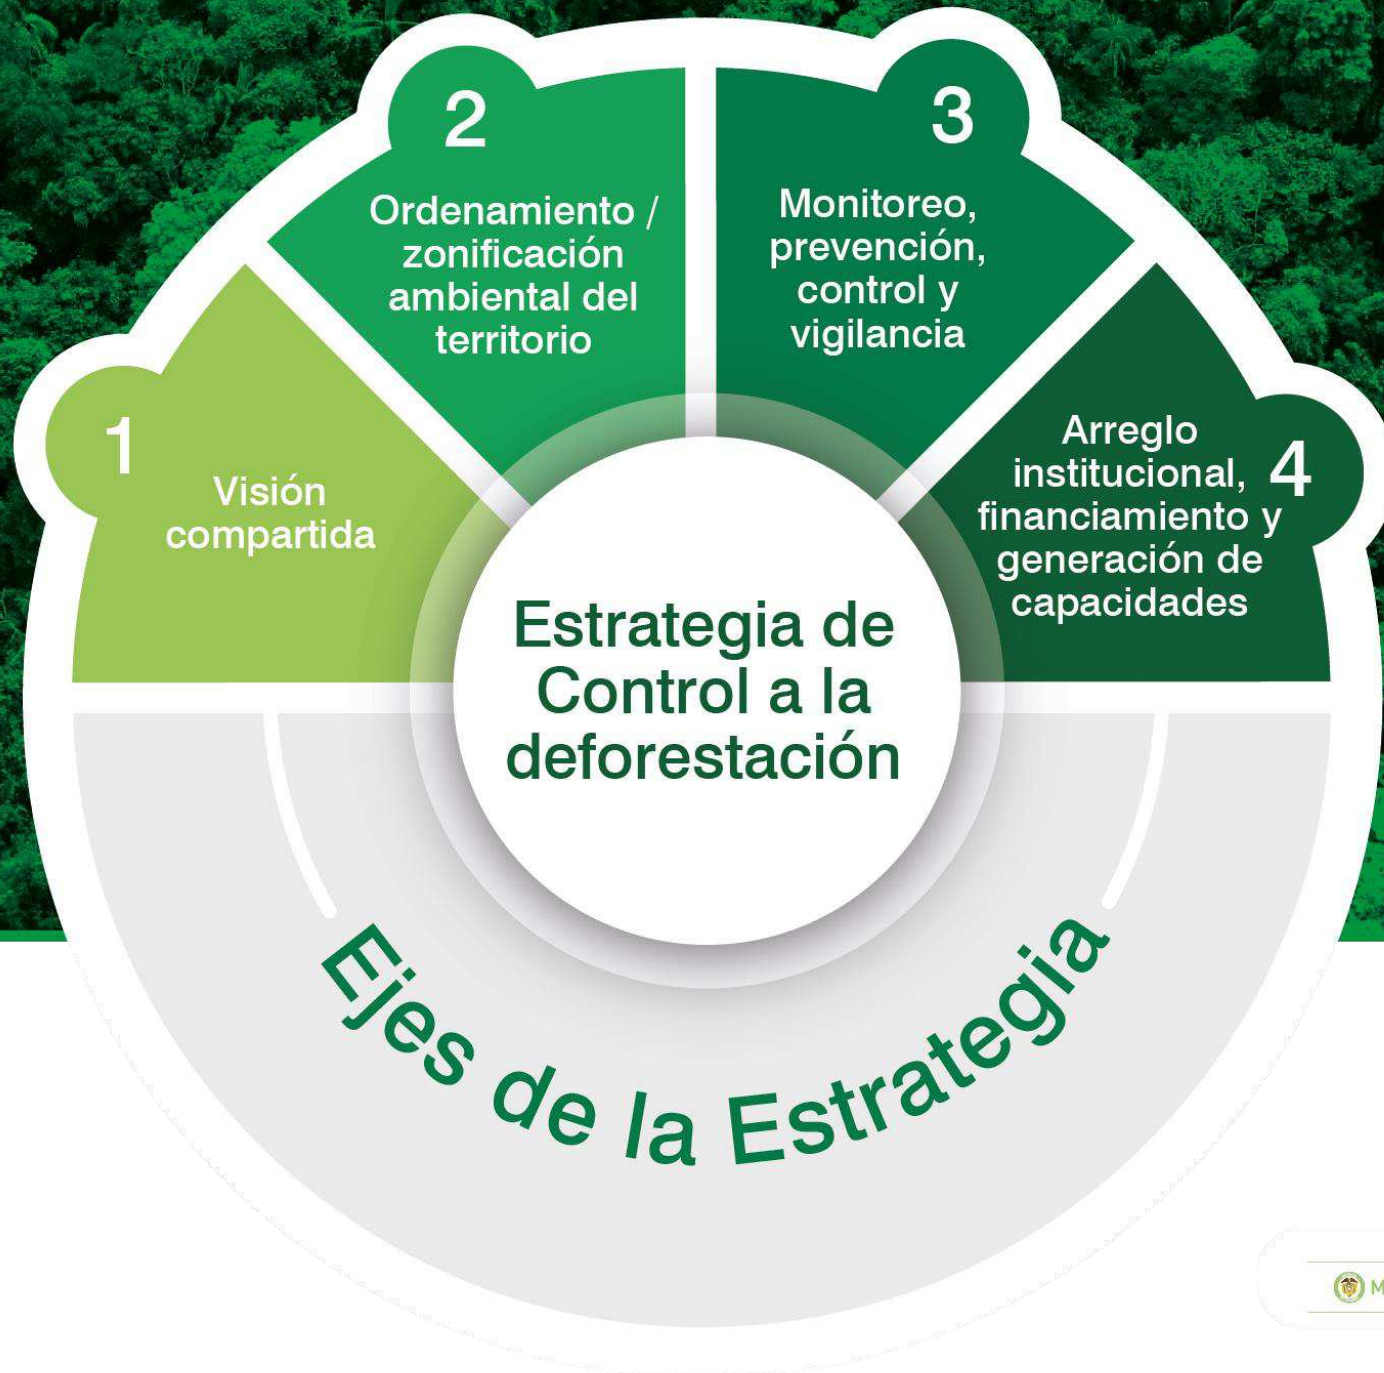 1
Visión
compartida
2
Ordenamiento /
zonificación
ambiental del
territorio
3
Monitoreo,
prevención,
control y
vigilancia
4
Arreglo
institucional,
financiamiento y
generación de
capacidades
Estrategia de
Control a la
deforestación
Ejes de la Estrategia
M